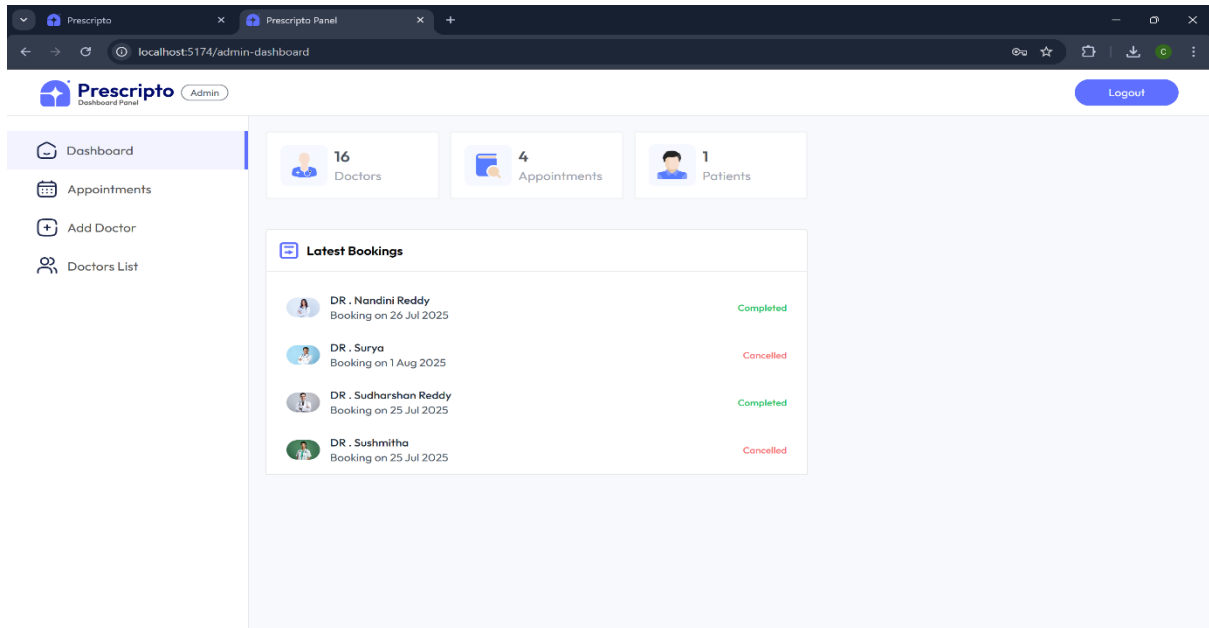 Prescripto
Prescripto Panel
localhost:5174/admin-dashboard
C
Prescripto
Dashboard Panel
Admin
Logout
Dashboard
Appointments
Add Doctor
Doctors List
16
Doctors
4
Appointments
1
Patients
Latest Bookings
DR . Nandini Reddy
Booking on 26 Jul 2025
Completed
DR . Surya
Booking on 1 Aug 2025
Cancelled
DR . Sudharshan Reddy
Booking on 25 Jul 2025
Completed
DR . Sushmitha
Booking on 25 Jul 2025
Cancelled